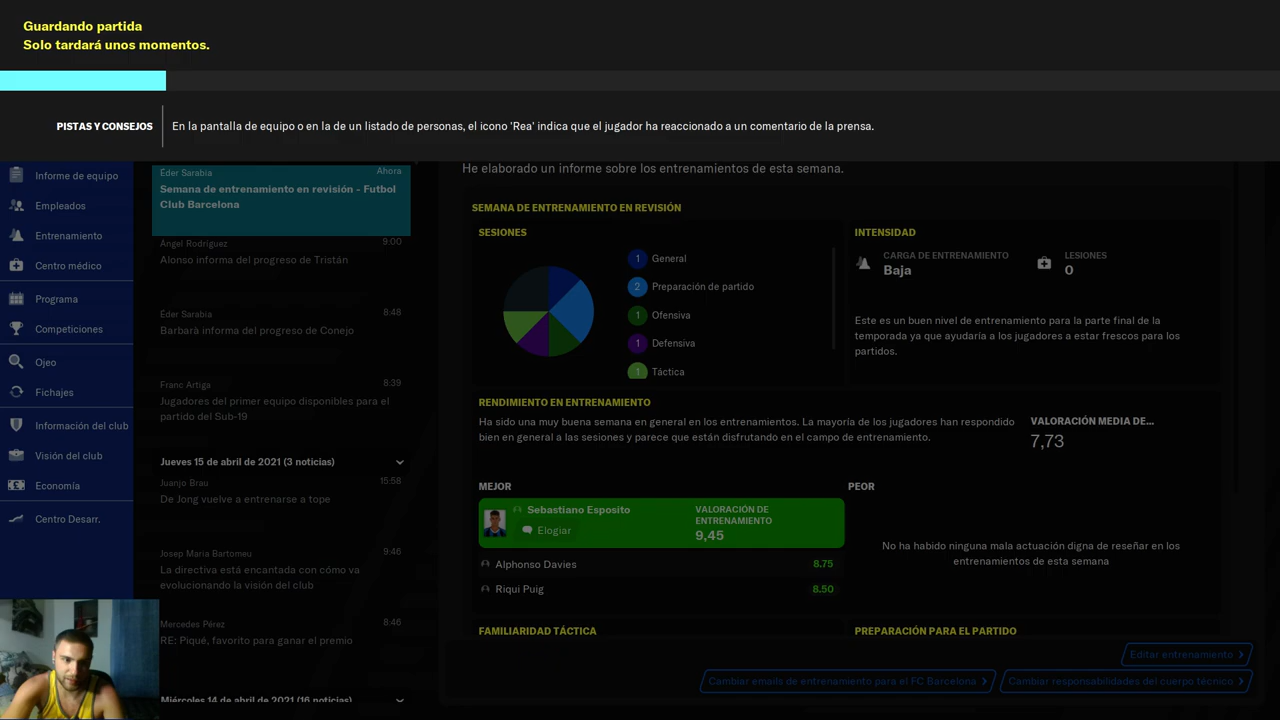 Guardando partida
Solo tardará unos momentos.
PISTAS Y CONSEJOS
En la pantalla de equipo o en la de un listado de personas, el icono 'Rea' indica que el jugador ha reaccionado a un comentario de la prensa.
Informe de equipo
Empleados
Entrenamiento
Centro médico
Programa
Competiciones
Ojeo
Fichajes
Información del club
Visión del club
Economía
Centro Desarr.
Éder Sarabia
Ahora
Semana de entrenamiento en revisión - Futbol
Club Barcelona
Ángel Rodríguez
9:00
Alonso informa del progreso de Tristán
Éder Sarabia
8:48
Barbarà informa del progreso de Conejo
Franc Artiga
8:39
Jugadores del primer equipo disponibles para el
partido del Sub-19
Jueves 15 de abril de 2021 (3 noticias)
Juanjo Brau
15:58
De Jong vuelve a entrenarse a tope
Josep Maria Bartomeu
9:46
La directiva está encantada con cómo va
evolucionando la visión del club
Mercedes Pérez
8:46
RE: Piqué, favorito para ganar el premio
Miércoles 14 de abril de 2021 (16 noticias)
He elaborado un informe sobre los entrenamientos de esta semana.
SEMANA DE ENTRENAMIENTO EN REVISIÓN
SESIONES
1 General
2 Preparación de partido
1 Ofensiva
1 Defensiva
1 Táctica
INTENSIDAD
CARGA DE ENTRENAMIENTO
Baja
LESIONES
0
Este es un buen nivel de entrenamiento para la parte final de la
temporada ya que ayudaría a los jugadores a estar frescos para los
partidos.
RENDIMIENTO EN ENTRENAMIENTO
Ha sido una muy buena semana en general en los entrenamientos. La mayoría de los jugadores han respondido
bien en general a las sesiones y parece que están disfrutando en el campo de entrenamiento.
VALORACIÓN MEDIA DE...
7,73
MEJOR
Sebastiano Esposito
Elogiar
VALORACIÓN DE
ENTRENAMIENTO
9,45
Alphonso Davies
8.75
Riqui Puig
8.50
PEOR
No ha habido ninguna mala actuación digna de reseñar en los
entrenamientos de esta semana
FAMILIARIDAD TÁCTICA
PREPARACIÓN PARA EL PARTIDO
Editar entrenamiento
Cambiar emails de entrenamiento para el FC Barcelona
Cambiar responsabilidades del cuerpo técnico